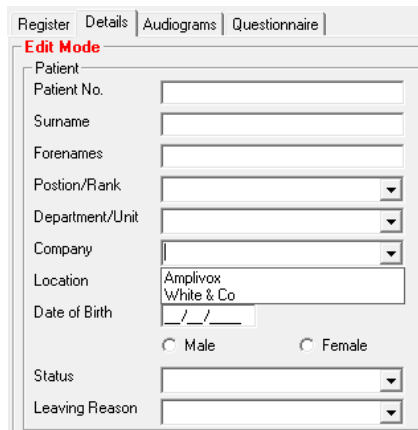 Register Details Audiograms Questionnaire
Edit Mode
Patient
Patient No.
Surname
Forenames
Postion/Rank
Department/Unit
Company
Location Amplivox
White & Co
Date of Birth __/__/____
Male Female
Status
Leaving Reason